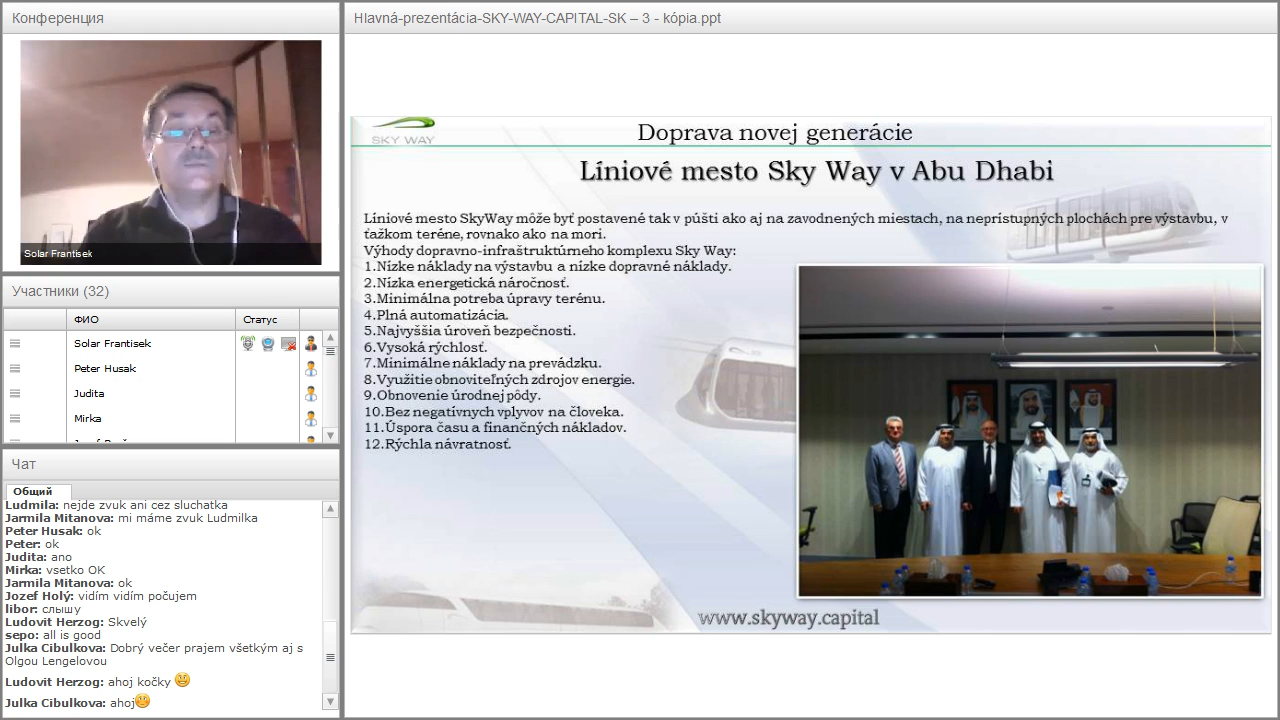 Конференция
Solar Frantisek
Участники (32)
ФИО
Статус
Solar Frantisek
Peter Husak
Judita
Mirka
Чат
Общий
Ludmila: nejde zvuk ani cez sluchatka
Jarmila Mitanova: mi máme zvuk Ludmilka
Peter Husak: ok
Peter: ok
Judita: ano
Mirka: vsetko OK
Jarmila Mitanova: ok
Jozef Holý: vidím vidím počujem
libor: слышу
Ludovit Herzog: Skvělý
sepo: all is good
Julka Cibulkova: Dobrý večer prajem všetkým aj s
Olgou Lengelovou
Ludovit Herzog: ahoj kočky
Julka Cibulkova: ahoj
Hlavná-prezentácia-SKY-WAY-CAPITAL-SK – 3 - kópia.ppt
SKY WAY
Doprava novej generácie
Líniové mesto Sky Way v Abu Dhabi
Líniové mesto SkyWay môže byť postavené tak v púšti ako aj na zavodnených miestach, na neprístupných plochách pre výstavbu, v
ťažkom teréne, rovnako ako na mori.
Výhody dopravno-infraštruktúrneho komplexu Sky Way:
1.Nízke náklady na výstavbu a nízke dopravné náklady.
2.Nízka energetická náročnosť.
3.Minimálna potreba úpravy terénu.
4.Plná automatizácia.
5.Najvyššia úroveň bezpečnosti.
6.Vysoká rýchlosť.
7.Minimálne náklady na prevádzku.
8.Využitie obnoviteľných zdrojov energie.
9.Obnovenie úrodnej pôdy.
10.Bez negatívnych vplyvov na človeka.
11.Úspora času a finančných nákladov.
12.Rýchla návratnosť.
www.skyway.capital